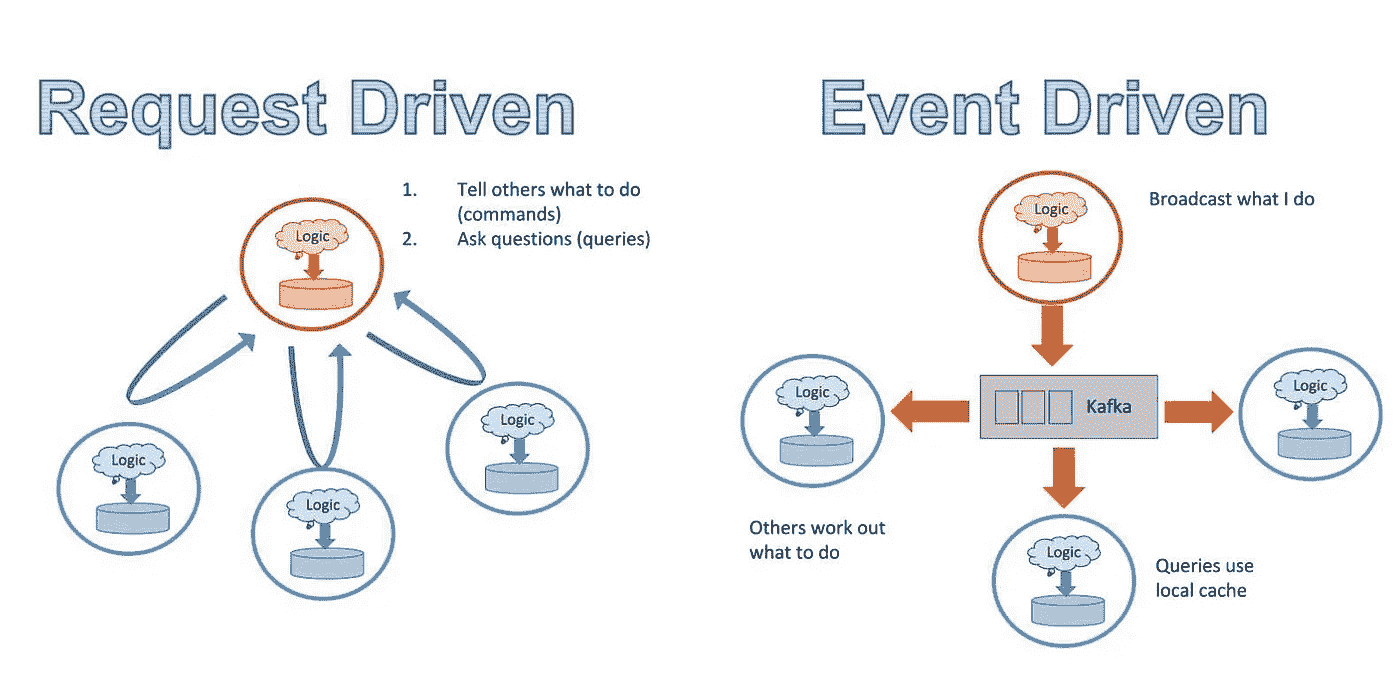 Request Driven
1. Tell others what to do
(commands)
2. Ask questions (queries)
Logic
Logic
Logic
Logic
Event Driven
Logic
Broadcast what I do
Logic
Kafka
Logic
Others work out
what to do
Logic
Queries use
local cache